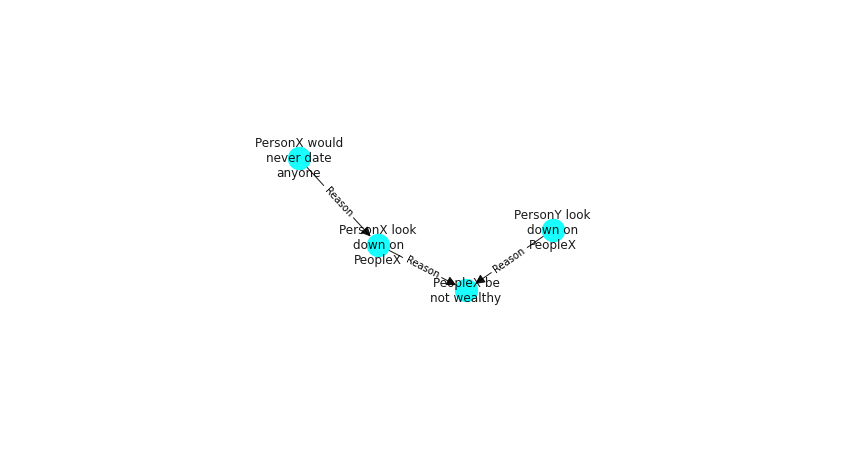 PersonX would
never date
anyone
Reason
PersonX look
down on
PeopleX
Reason
PersonY look
down on
PeopleX
Reason
PeopleX be
not wealthy